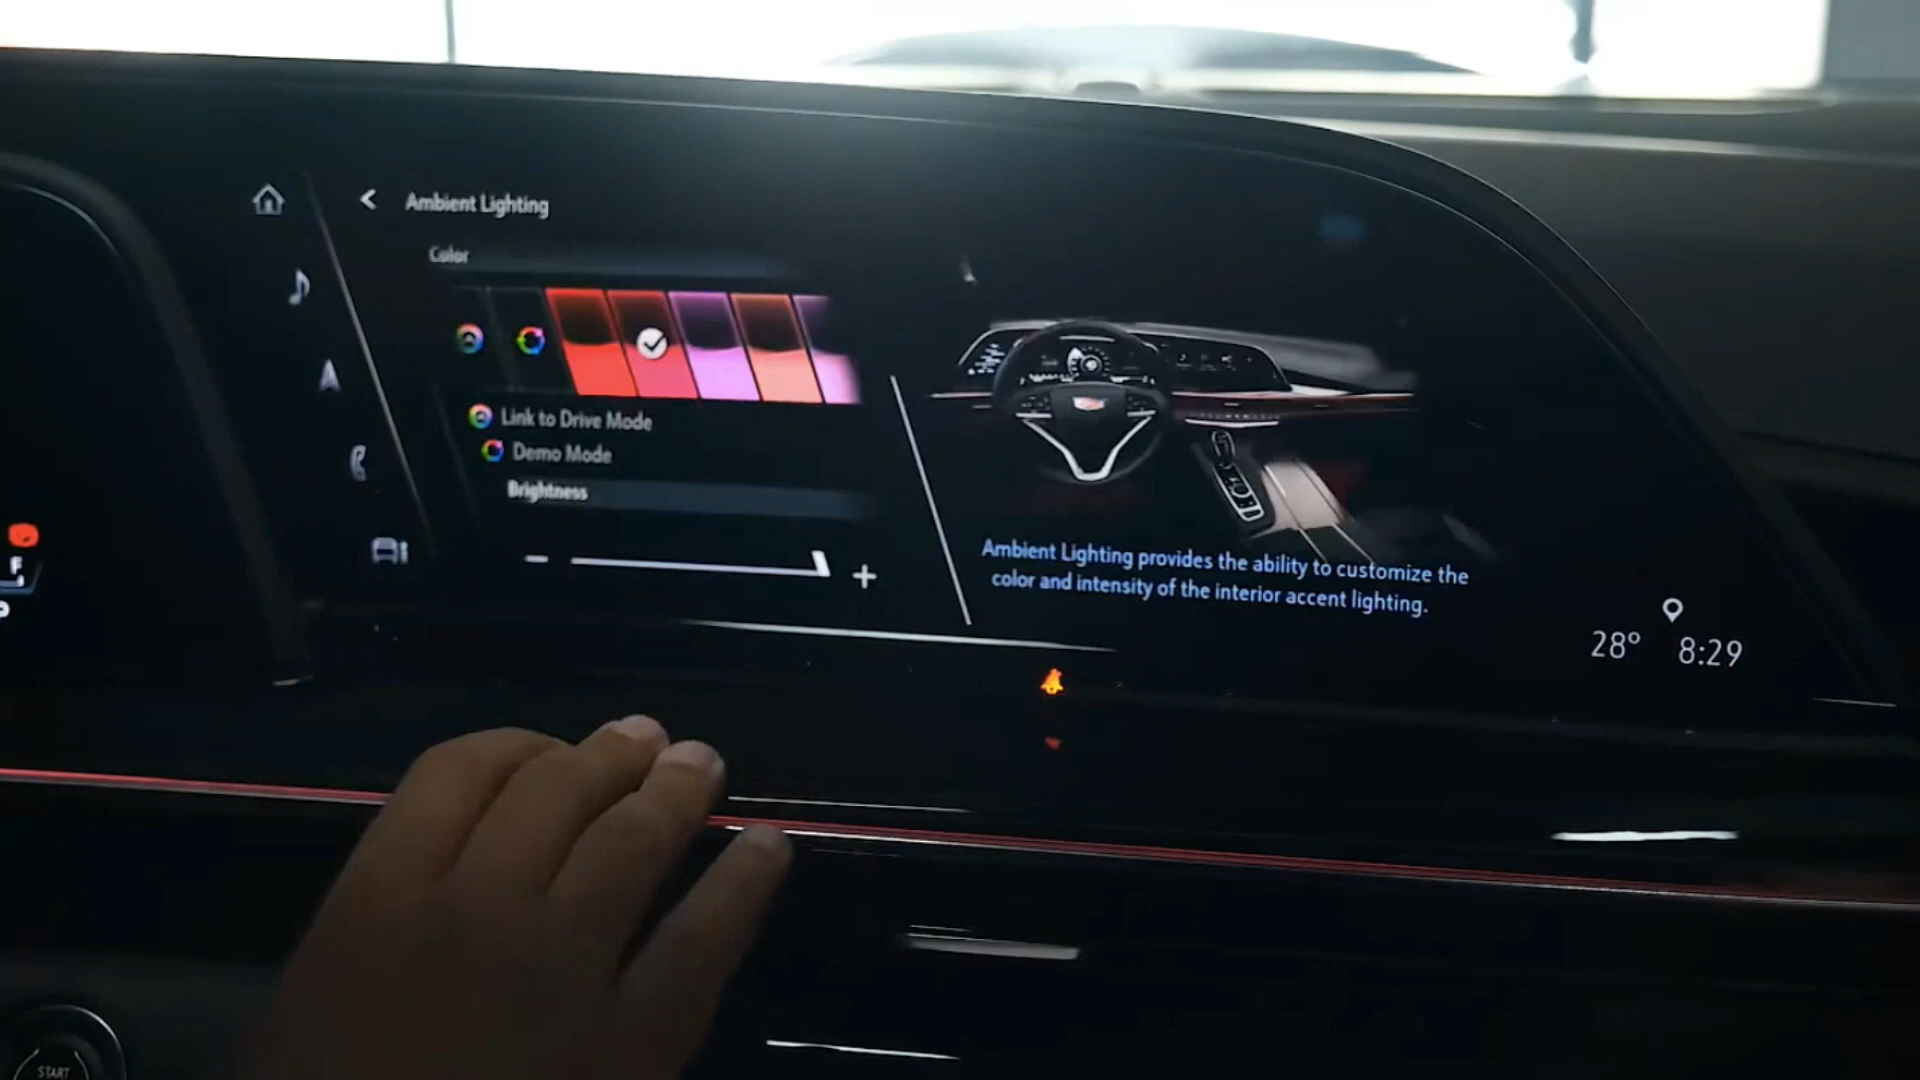 Ambient Lighting
Color
Link to Drive Mode
Demo Mode
Brightness
Ambient Lighting provides the ability to customize the
color and intensity of the interior accent lighting.
28° 8:29
F
START